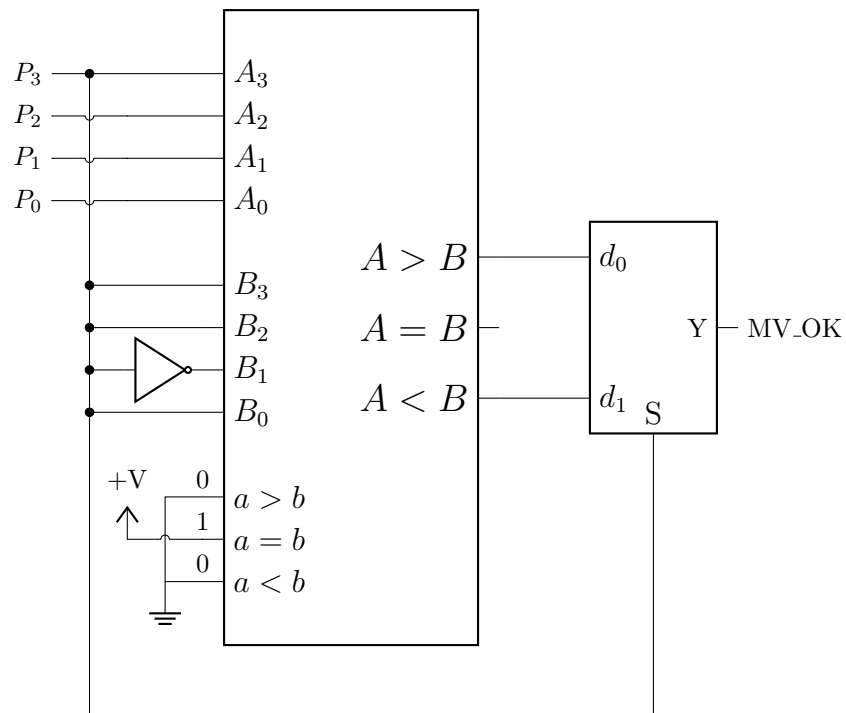 P₃ A₃
P₂ A₂
P₁ A₁
P₀ A₀
A > B d₀
B₃
B₂ A = B Y MV_OK
B₁
A < B d₁
B₀ S
+V 0 a > b
1 a = b
0 a < b